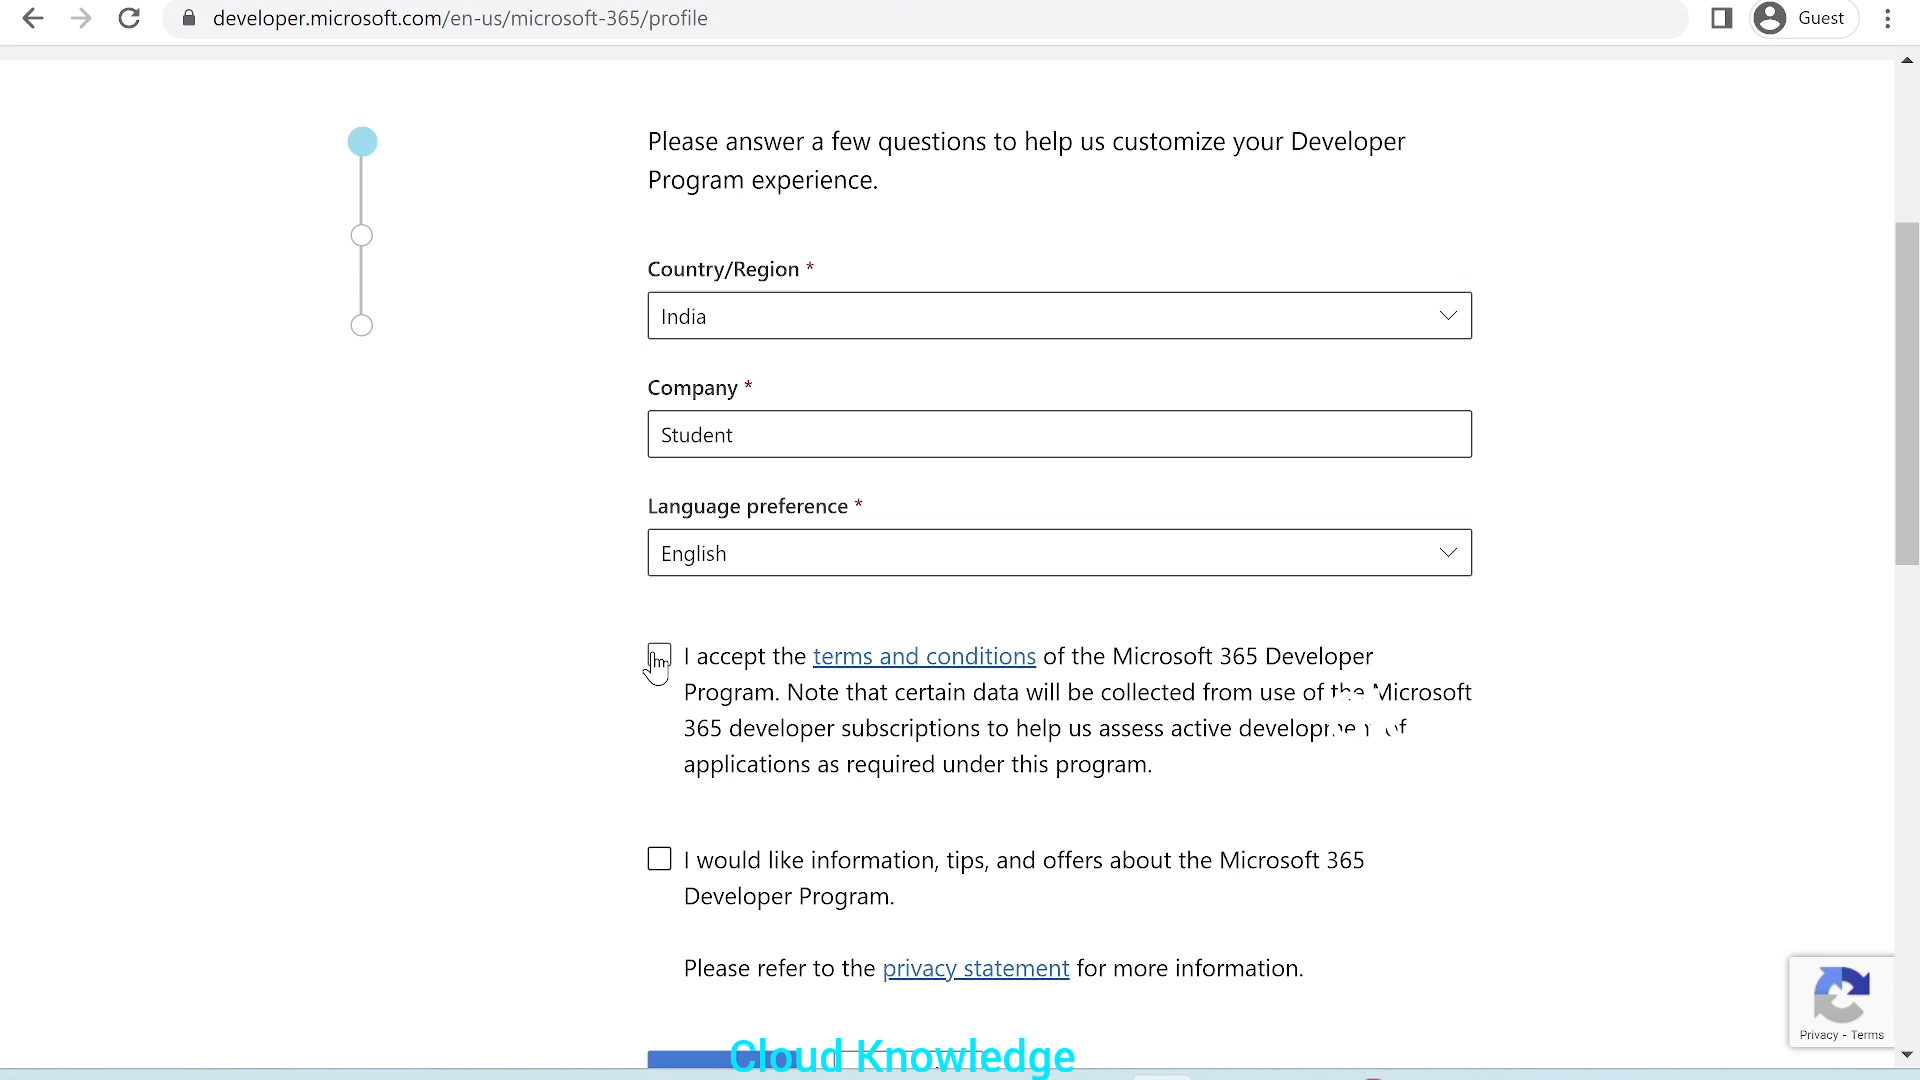 developer.microsoft.com/en-us/microsoft-365/profile
Guest
Please answer a few questions to help us customize your Developer
Program experience.
Country/Region *
India
Company *
Student
Language preference *
English
I accept the terms and conditions of the Microsoft 365 Developer
Program. Note that certain data will be collected from use of the Microsoft
365 developer subscriptions to help us assess active development of
applications as required under this program.
I would like information, tips, and offers about the Microsoft 365
Developer Program.
Please refer to the privacy statement for more information.
Privacy - Terms
Cloud Knowledge